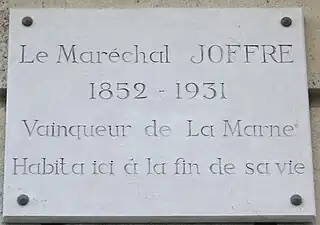 Le Maréchal JOFFRE
1852 - 1931
Vainqueur de La Marne
Habita ici à la fin de sa vie